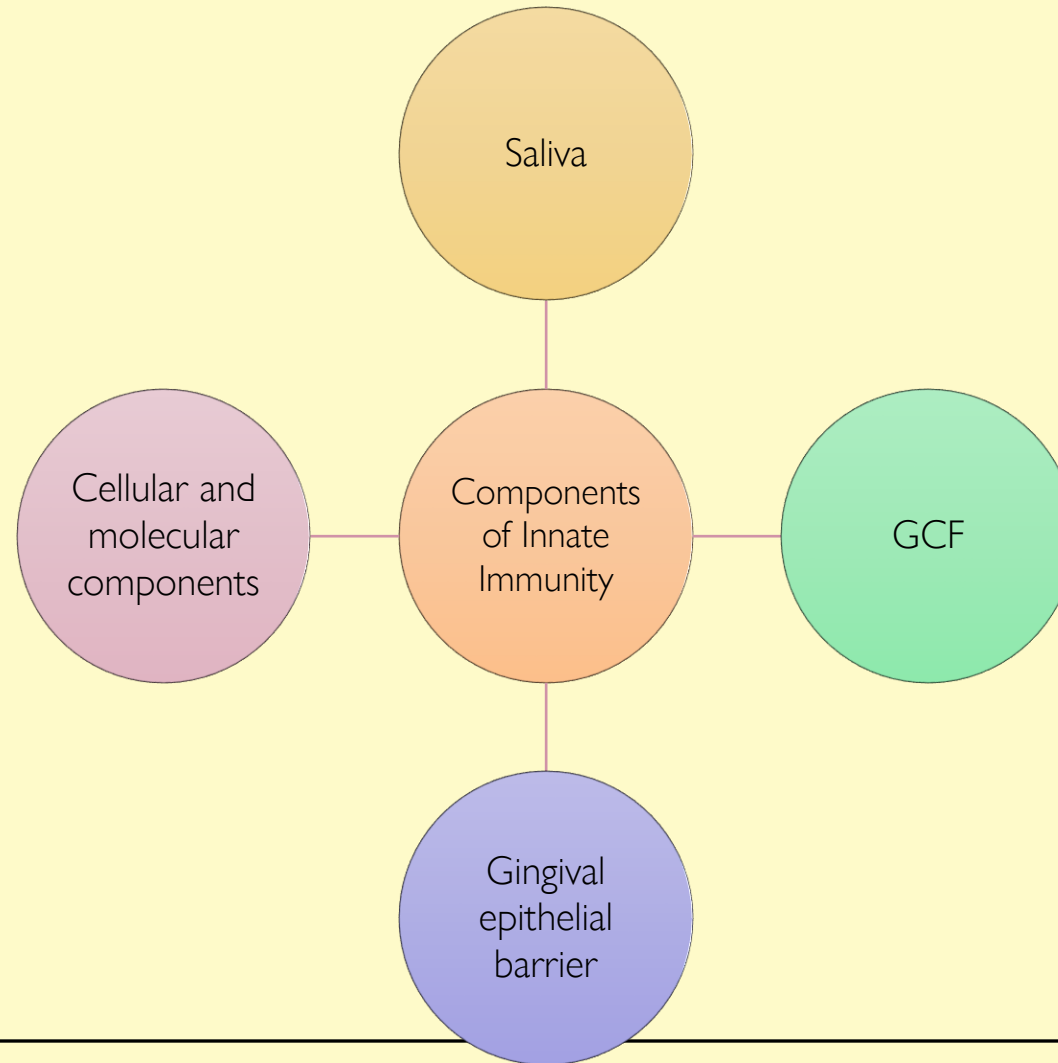 Saliva
Cellular and
molecular
components
Components
of Innate
Immunity
GCF
Gingival
epithelial
barrier